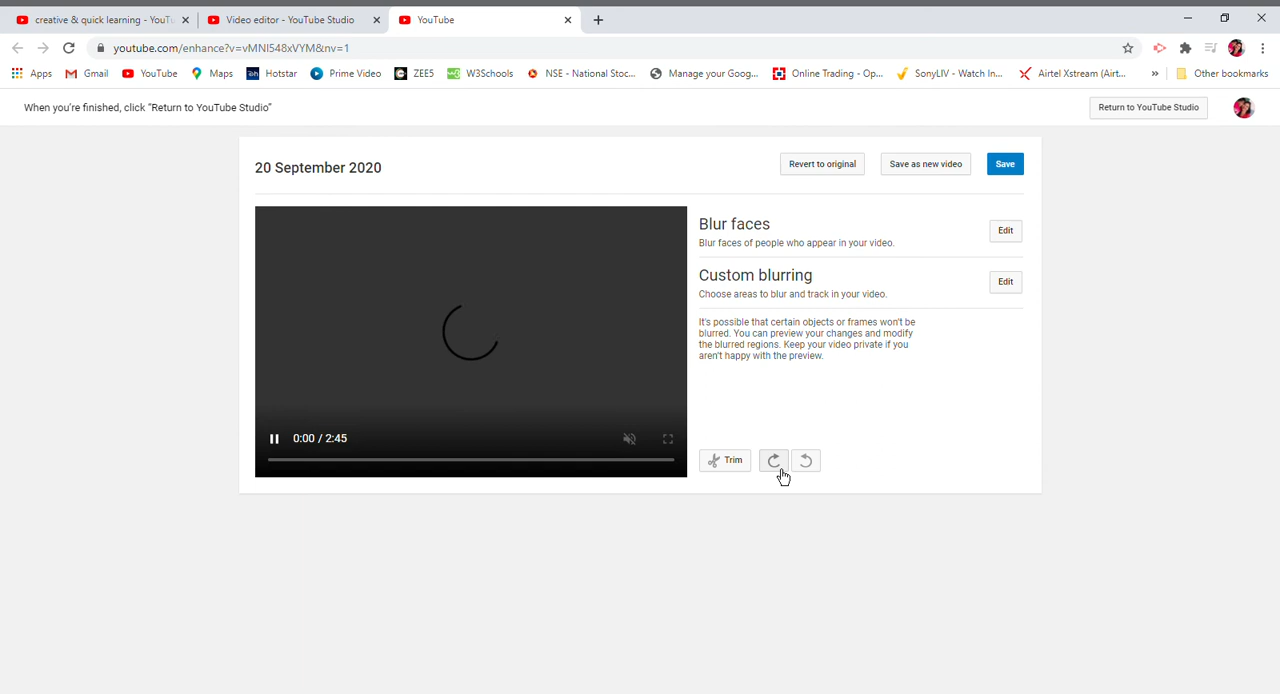 creative & quick learning - YouTu
Video editor - YouTube Studio
YouTube
youtube.com/enhance?v=vMNI548xVYM&nv=1
Apps Gmail YouTube Maps Hotstar Prime Video ZEE5 W3Schools NSE - National Stoc... Manage your Goog... Online Trading - Op... SonyLIV - Watch In... Airtel Xstream (Airt... » Other bookmarks
When you're finished, click "Return to YouTube Studio"
Return to YouTube Studio
20 September 2020
Revert to original
Save as new video
Save
Blur faces
Edit
Blur faces of people who appear in your video.
Custom blurring
Edit
Choose areas to blur and track in your video.
It's possible that certain objects or frames won't be
blurred. You can preview your changes and modify
the blurred regions. Keep your video private if you
aren't happy with the preview.
0:00 / 2:45
Trim